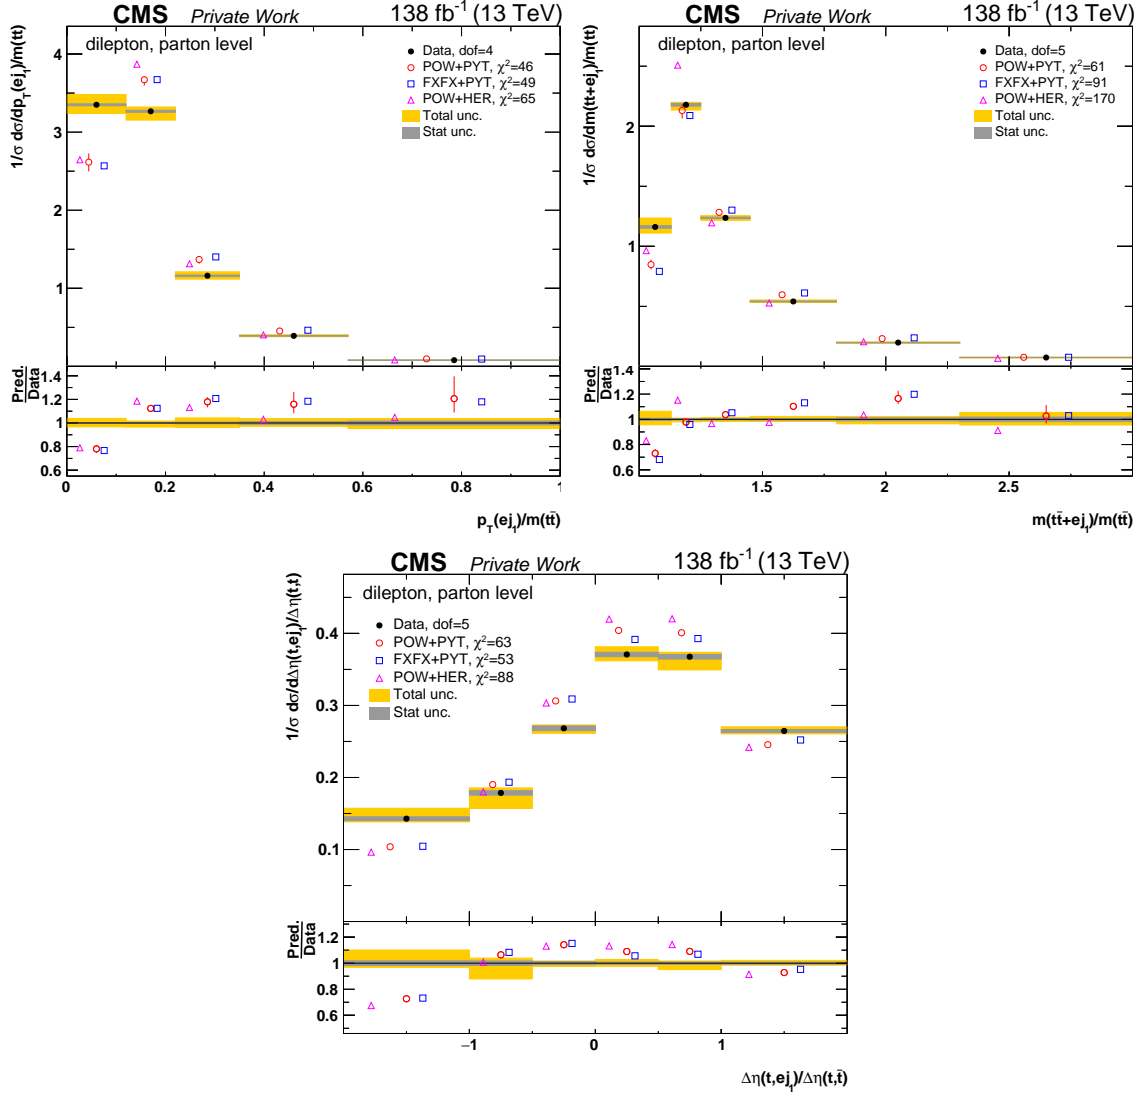 CMS Private Work 138 fb⁻¹ (13 TeV)
dilepton, parton level
Data, dof=4
POW+PYT, χ²=46
FXFX+PYT, χ²=49
POW+HER, χ²=65
Total unc.
Stat unc.
1/σ dσ/dp_T(ej_1)/m(tt)
4
3
2
1
Pred.
Data
1.4
1.2
1
0.8
0.6
0 0.2 0.4 0.6 0.8 1
p_T(ej_1)/m(tt̄)
CMS Private Work 138 fb⁻¹ (13 TeV)
dilepton, parton level
Data, dof=5
POW+PYT, χ²=61
FXFX+PYT, χ²=91
POW+HER, χ²=170
Total unc.
Stat unc.
1/σ dσ/dm(tt+ej_1)/m(tt)
2
1
Pred.
Data
1.4
1.2
1
0.8
0.6
1.5 2 2.5
m(tt̄+ej_1)/m(tt̄)
CMS Private Work 138 fb⁻¹ (13 TeV)
dilepton, parton level
Data, dof=5
POW+PYT, χ²=63
FXFX+PYT, χ²=53
POW+HER, χ²=88
Total unc.
Stat unc.
1/σ dσ/dΔη(t,ej_1)/Δη(t,t)
0.4
0.3
0.2
0.1
Pred.
Data
1.2
1
0.8
0.6
−1 0 1
Δη(t,ej_1)/Δη(t,t̄)